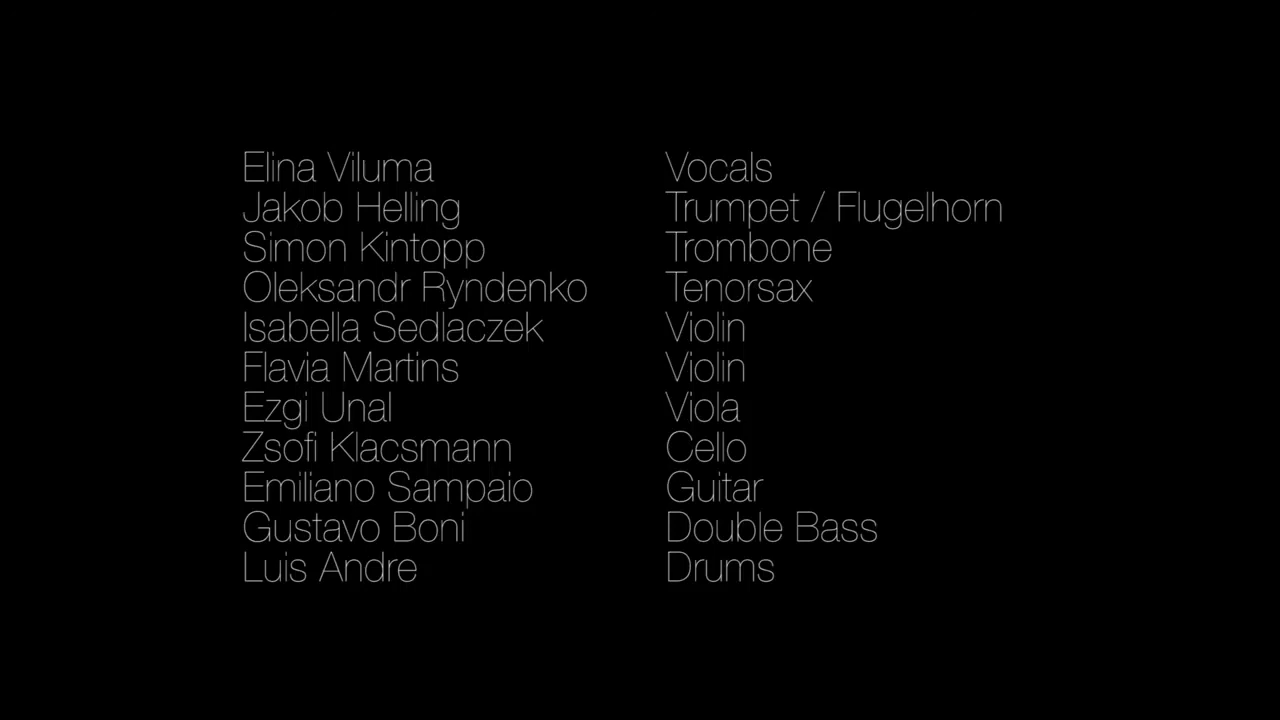 Elina Viluma Vocals
Jakob Helling Trumpet / Flugelhorn
Simon Kintopp Trombone
Oleksandr Ryndenko Tenorsax
Isabella Sedlaczek Violin
Flavia Martins Violin
Ezgi Unal Viola
Zsofi Klacsmann Cello
Emiliano Sampaio Guitar
Gustavo Boni Double Bass
Luis Andre Drums